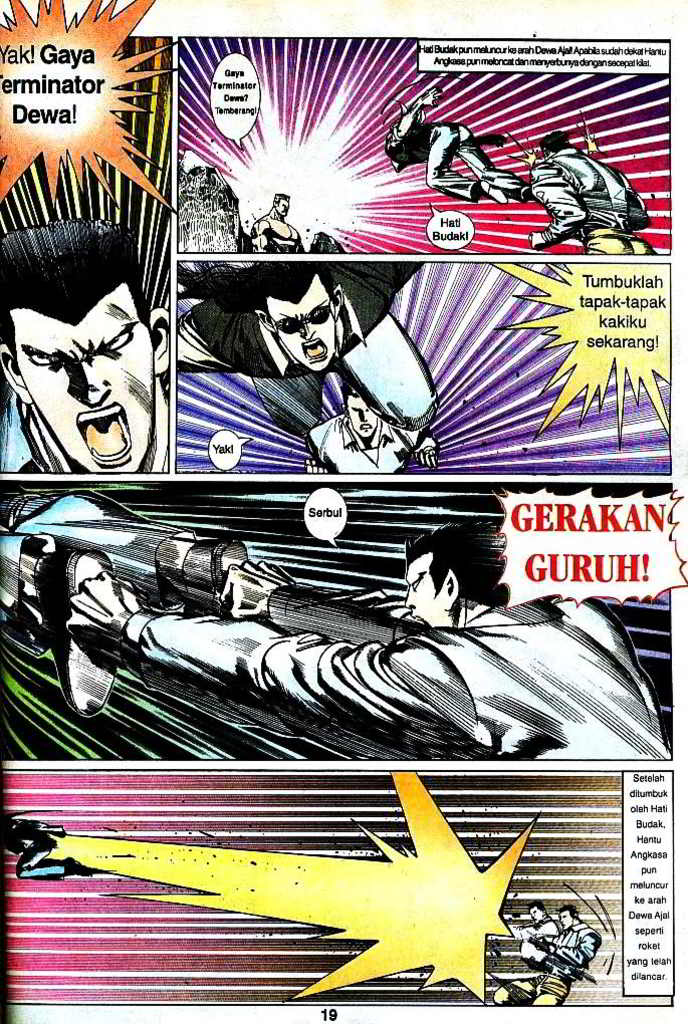 Yak! Gaya
Terminator
Dewa!
Gaya
Terminator
Dewa?
Temberang!
Hati Budak pun meluncur ke arah Dewa Ajal! Apabila sudah dekat Hantu
Angkasa pun meloncat dan menyerbunya dengan secepat kilat.
Hati
Budak!
Tumbuklah
tapak-tapak
kakiku
sekarang!
Yak!
Serbu!
GERAKAN
GURUH!
Setelah
ditumbuk
oleh Hati
Budak,
Hantu
Angkasa
pun
meluncur
ke arah
Dewa Ajal
seperti
roket
yang telah
dilancar.
19